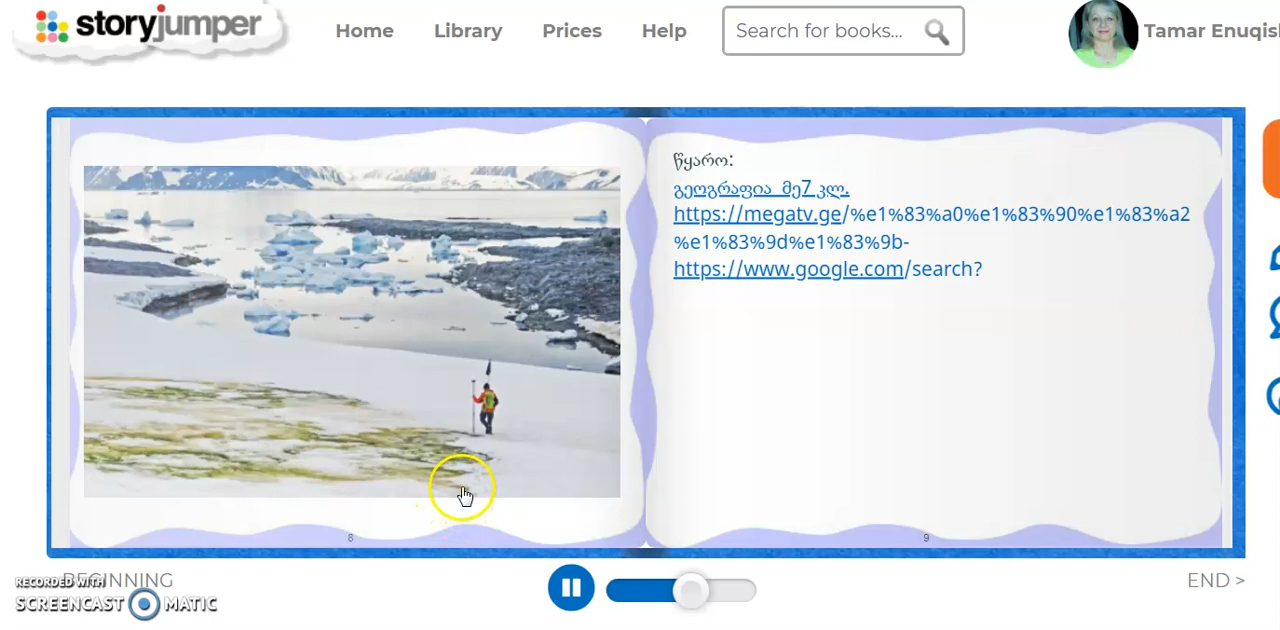 storyjumper
Home
Library
Prices
Help
Search for books...
Tamar Enuqis
წყარო:
გეოგრაფია მე7 კლ.
https://megatv.ge/%e1%83%a0%e1%83%90%e1%83%a2
%e1%83%9d%e1%83%9b-
https://www.google.com/search?
8
9
BEGINNING
END >
RECORDED WITH
SCREENCAST MATIC